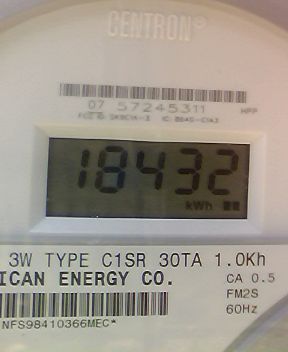 CENTRON®
07 57245311
18432
kWh
3W TYPE C1SR 30TA 1.0Kh
ICAN ENERGY CO. CA 0.5
FM2S
NFS98410366MEC* 60Hz